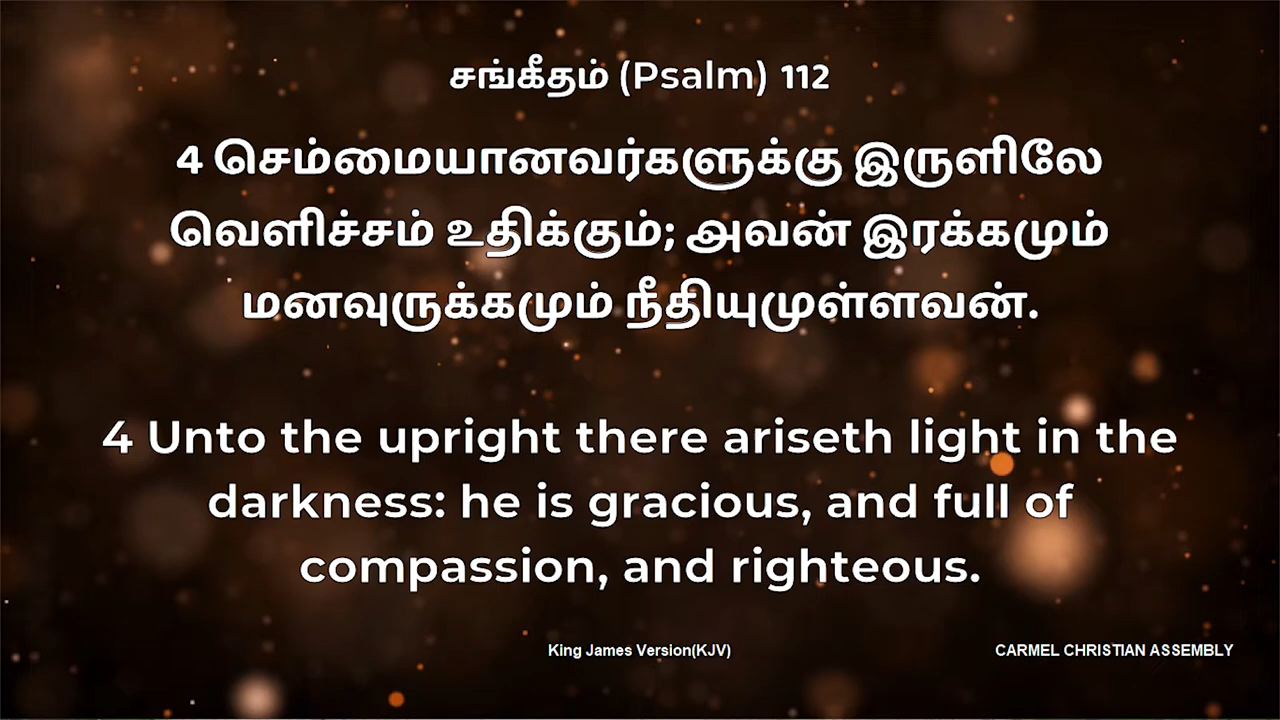 சங்கீதம் (Psalm) 112
4 செம்மையானவர்களுக்கு இருளிலே
வெளிச்சம் உதிக்கும்; அவன் இரக்கமும்
மனவுருக்கமும் நீதியுமுள்ளவன்.
4 Unto the upright there ariseth light in the
darkness: he is gracious, and full of
compassion, and righteous.
King James Version(KJV)
CARMEL CHRISTIAN ASSEMBLY